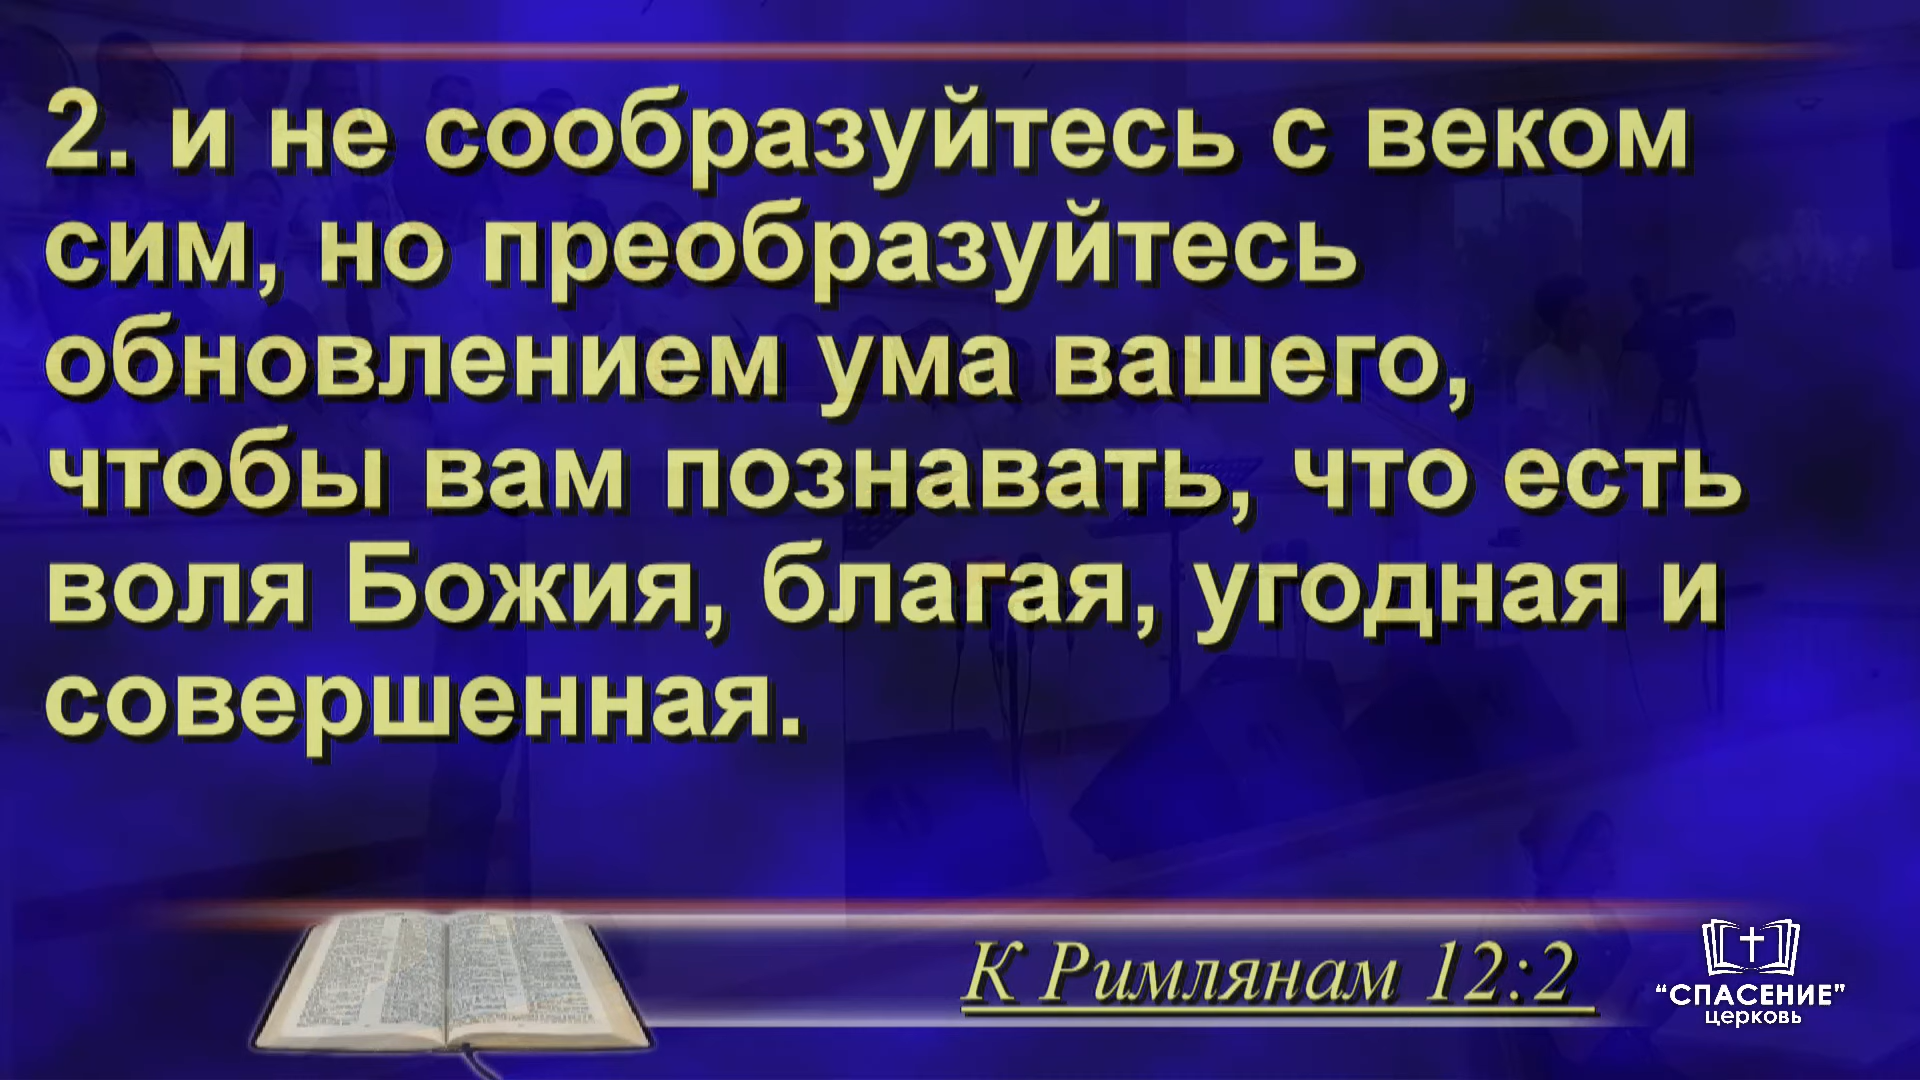 2. и не сообразуйтесь с веком
сим, но преобразуйтесь
обновлением ума вашего,
чтобы вам познавать, что есть
воля Божия, благая, угодная и
совершенная.
К Римлянам 12:2
“СПАСЕНИЕ”
церковь